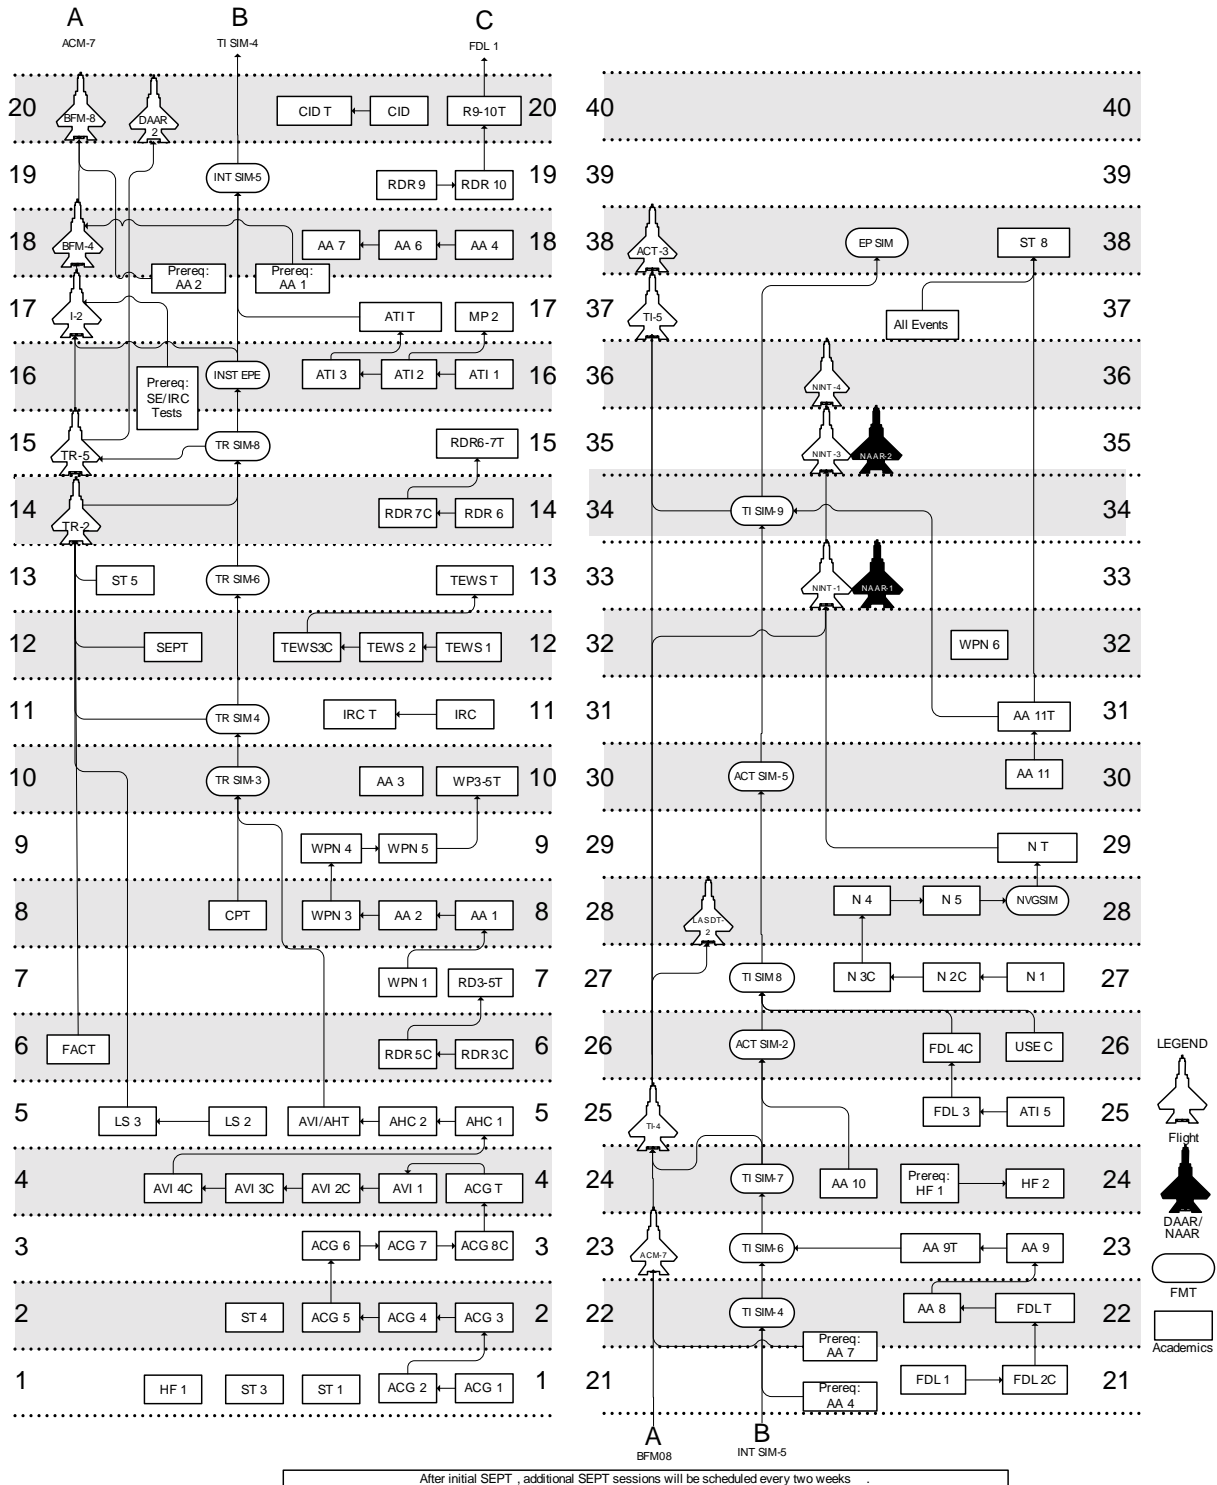 A
B
C
ACM-7
TI SIM-4
FDL 1
20
BFM-8
DAAR
2
CID T
CID
R9-10T
20
19
INT SIM-5
RDR 9
RDR 10
19
18
BFM-4
AA 7
AA 6
AA 4
18
Prereq:
AA 2
Prereq:
AA 1
17
I-2
ATI T
MP 2
17
16
Prereq:
SE/IRC
Tests
INST EPE
ATI 3
ATI 2
ATI 1
16
15
TR-5
TR SIM-8
RDR6-7T
15
14
TR-2
RDR 7C
RDR 6
14
13
ST 5
TR SIM-6
TEWS T
13
12
SEPT
TEWS3C
TEWS 2
TEWS 1
12
11
TR SIM 4
IRC T
IRC
11
10
TR SIM-3
AA 3
WP3-5T
10
9
WPN 4
WPN 5
9
8
CPT
WPN 3
AA 2
AA 1
8
7
WPN 1
RD3-5T
7
6
FACT
RDR 5C
RDR 3C
6
5
LS 3
LS 2
AVI/AHT
AHC 2
AHC 1
5
4
AVI 4C
AVI 3C
AVI 2C
AVI 1
ACG T
4
3
ACG 6
ACG 7
ACG 8C
3
2
ST 4
ACG 5
ACG 4
ACG 3
2
1
HF 1
ST 3
ST 1
ACG 2
ACG 1
1
40
40
39
39
38
ACT-3
EP SIM
ST 8
38
37
TI-5
All Events
37
36
NINT-4
36
35
NINT-3
NAAR-2
35
34
TI SIM-9
34
33
NINT-1
NAAR-1
33
32
WPN 6
32
31
AA 11T
31
30
ACT SIM-5
AA 11
30
29
N T
29
28
LASDT-
2
N 4
N 5
NVGSIM
28
27
TI SIM 8
N 3C
N 2C
N 1
27
26
ACT SIM-2
FDL 4C
USE C
26
25
TI-4
FDL 3
ATI 5
25
24
TI SIM-7
AA 10
Prereq:
HF 1
HF 2
24
23
ACM-7
TI SIM-6
AA 9T
AA 9
23
22
TI SIM-4
AA 8
FDL T
22
Prereq:
AA 7
21
FDL 1
FDL 2C
21
Prereq:
AA 4
A
B
BFM08
INT SIM-5
LEGEND
Flight
DAAR/
NAAR
FMT
Academics
After initial SEPT , additional SEPT sessions will be scheduled every two weeks .